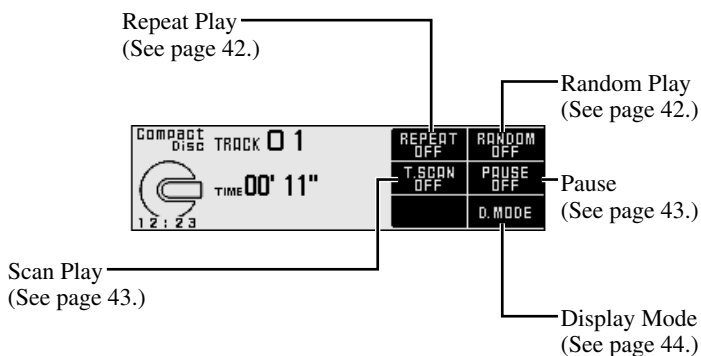 Repeat Play
(See page 42.)
Random Play
(See page 42.)
Compact
Disc
TRACK 01
TIME 00' 11"
12:23
REPEAT
OFF
RANDOM
OFF
T.SCAN
OFF
PAUSE
OFF
D.MODE
Pause
(See page 43.)
Scan Play
(See page 43.)
Display Mode
(See page 44.)